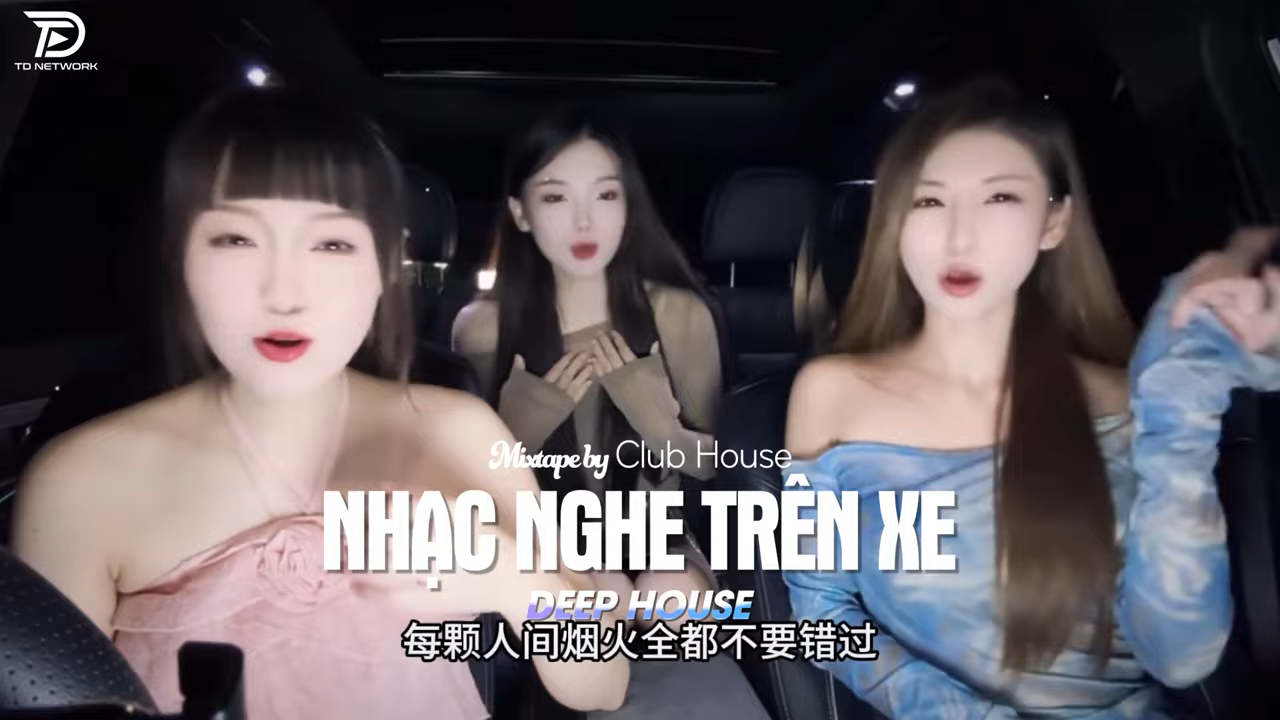 TD NETWORK
Mixtape by Club House
NHẠC NGHE TRÊN XE
DEEP HOUSE
每颗人间烟火全都不要错过